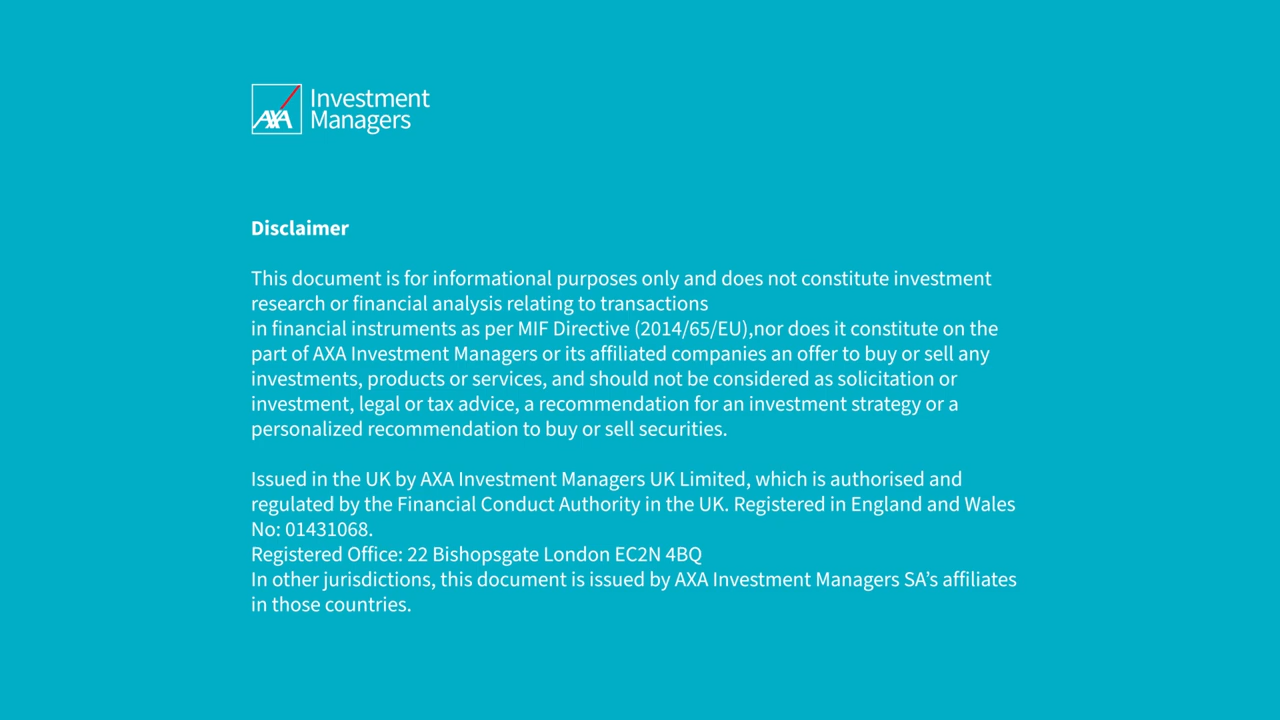 AXA
Investment
Managers
Disclaimer
This document is for informational purposes only and does not constitute investment
research or financial analysis relating to transactions
in financial instruments as per MIF Directive (2014/65/EU),nor does it constitute on the
part of AXA Investment Managers or its affiliated companies an offer to buy or sell any
investments, products or services, and should not be considered as solicitation or
investment, legal or tax advice, a recommendation for an investment strategy or a
personalized recommendation to buy or sell securities.
Issued in the UK by AXA Investment Managers UK Limited, which is authorised and
regulated by the Financial Conduct Authority in the UK. Registered in England and Wales
No: 01431068.
Registered Office: 22 Bishopsgate London EC2N 4BQ
In other jurisdictions, this document is issued by AXA Investment Managers SA’s affiliates
in those countries.